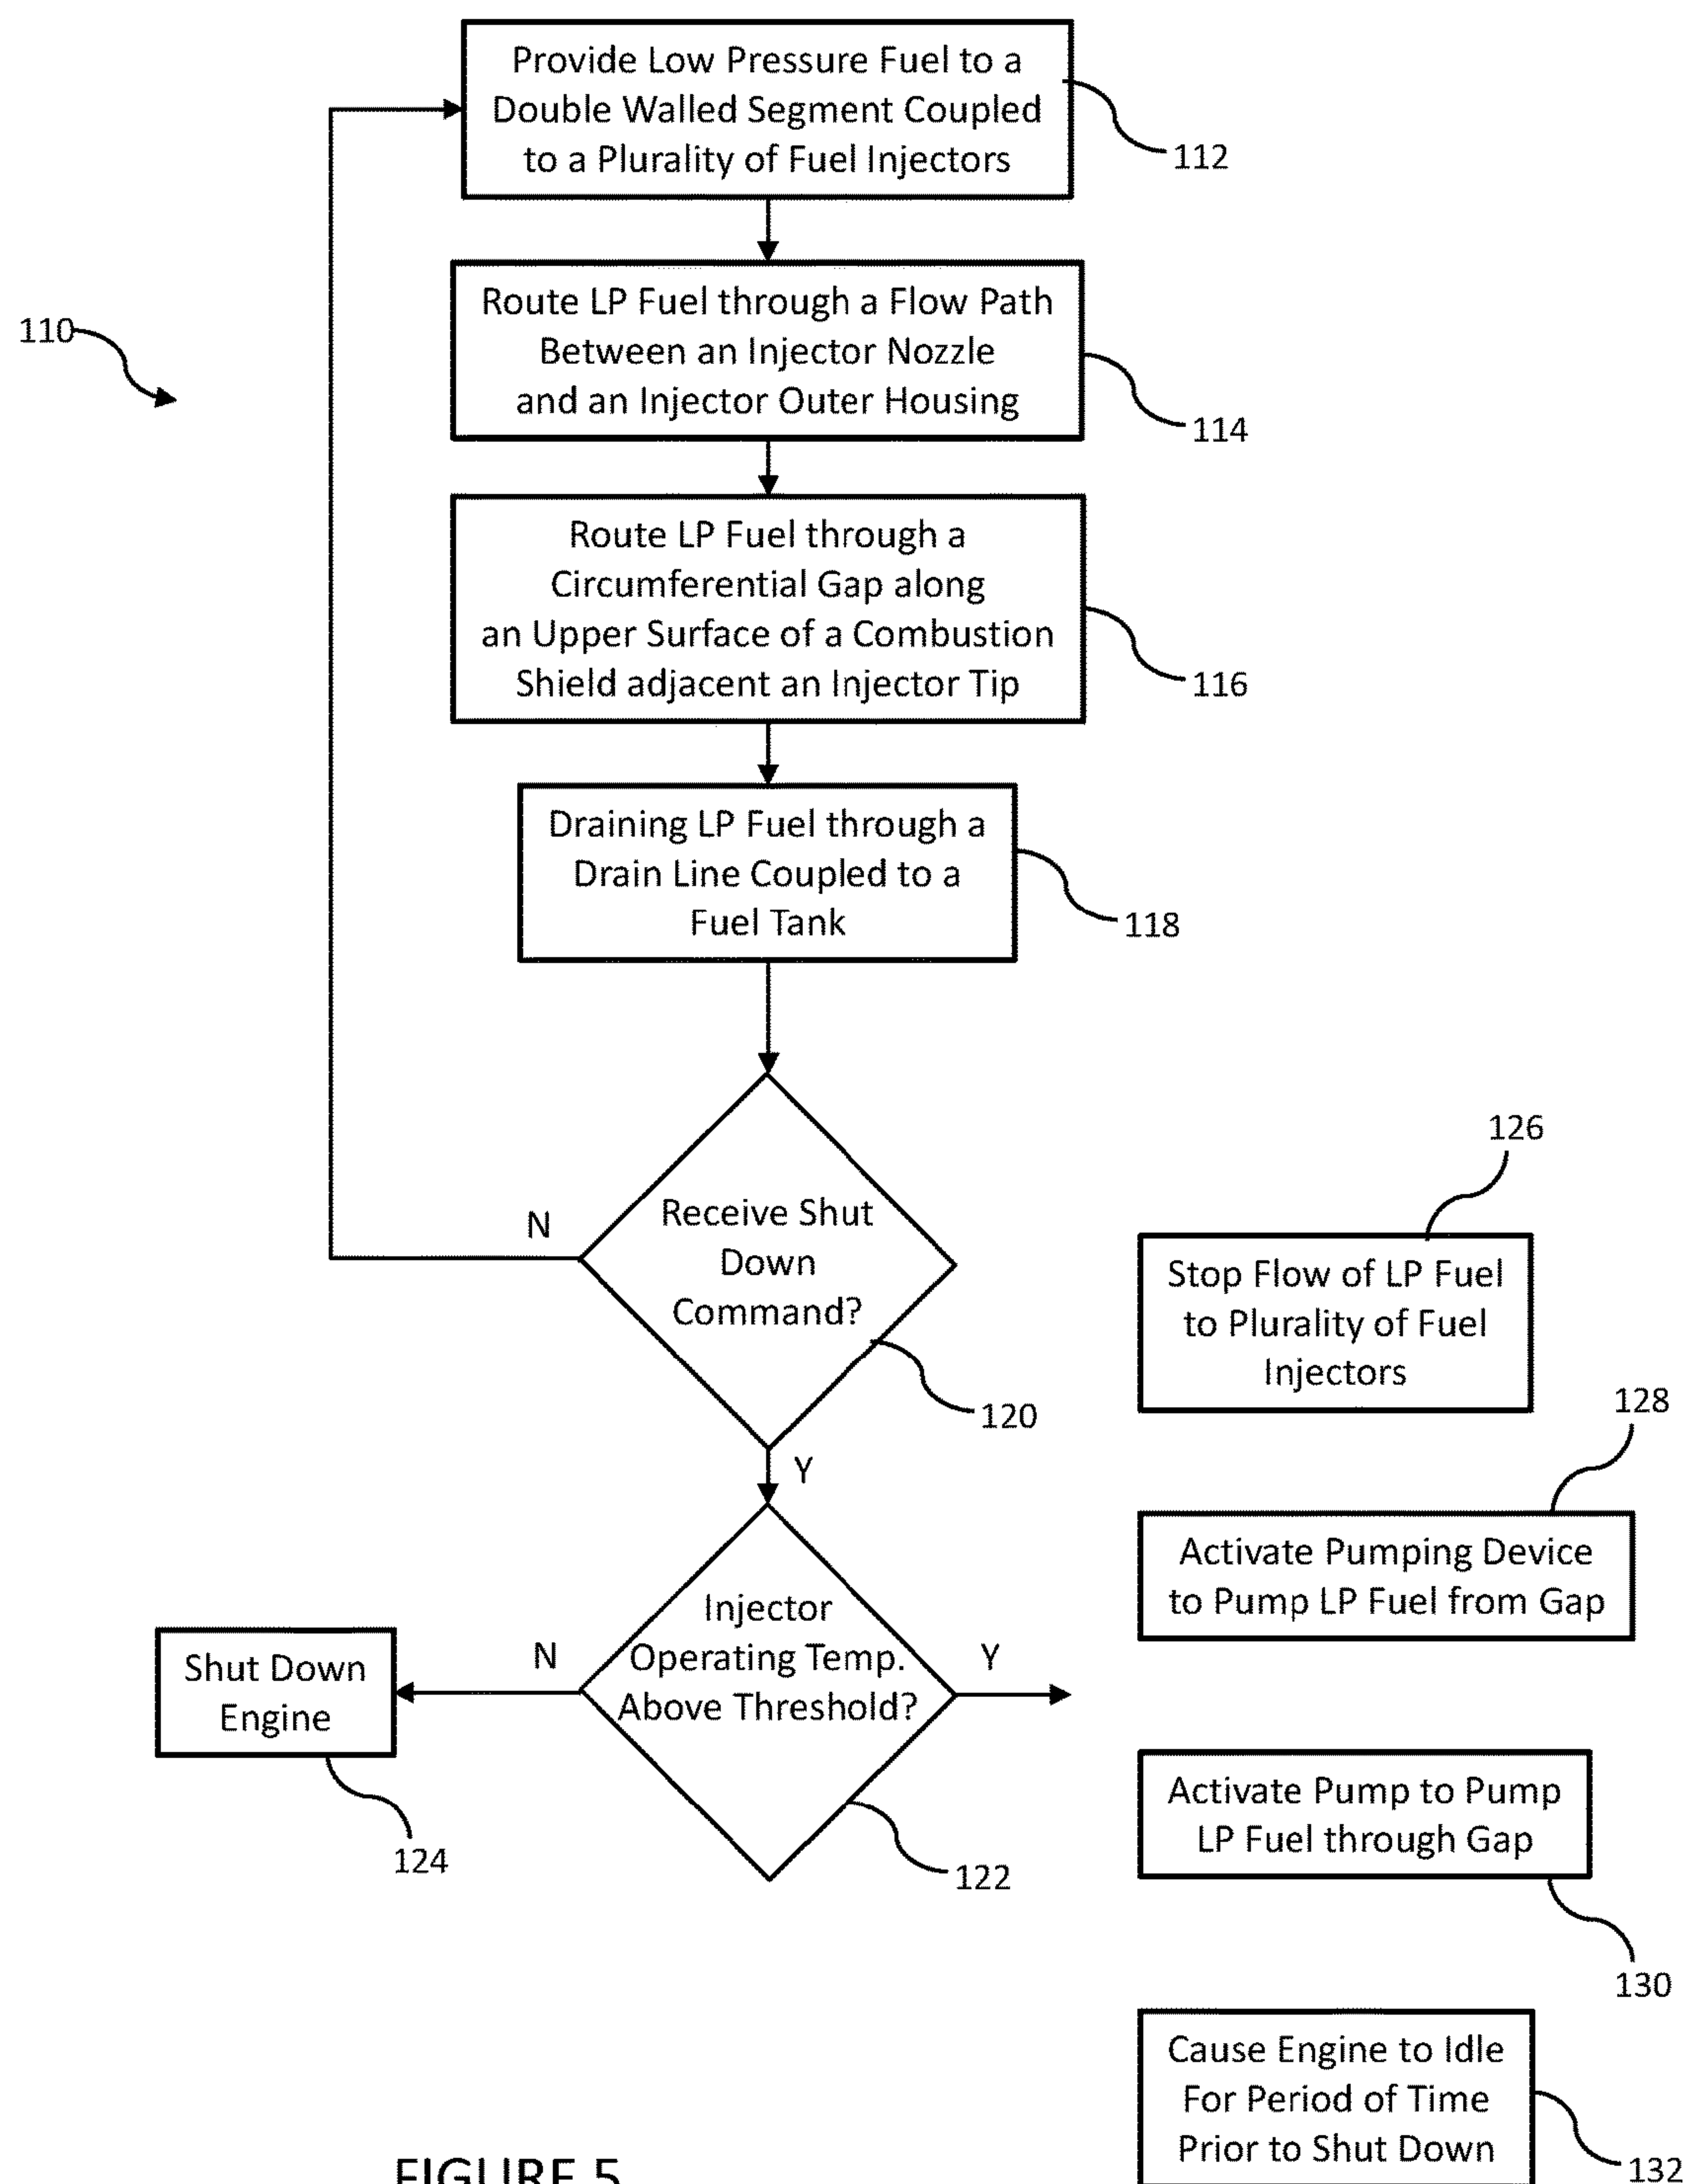 Provide Low Pressure Fuel to a
Double Walled Segment Coupled
to a Plurality of Fuel Injectors
112
110
Route LP Fuel through a Flow Path
Between an Injector Nozzle
and an Injector Outer Housing
114
Route LP Fuel through a
Circumferential Gap along
an Upper Surface of a Combustion
Shield adjacent an Injector Tip
116
Draining LP Fuel through a
Drain Line Coupled to a
Fuel Tank
118
Receive Shut
Down
Command?
N
Y
120
Injector
Operating Temp.
Above Threshold?
N
Y
122
Shut Down
Engine
124
126
Stop Flow of LP Fuel
to Plurality of Fuel
Injectors
128
Activate Pumping Device
to Pump LP Fuel from Gap
Activate Pump to Pump
LP Fuel through Gap
130
Cause Engine to Idle
For Period of Time
Prior to Shut Down
132
FIGURE 5